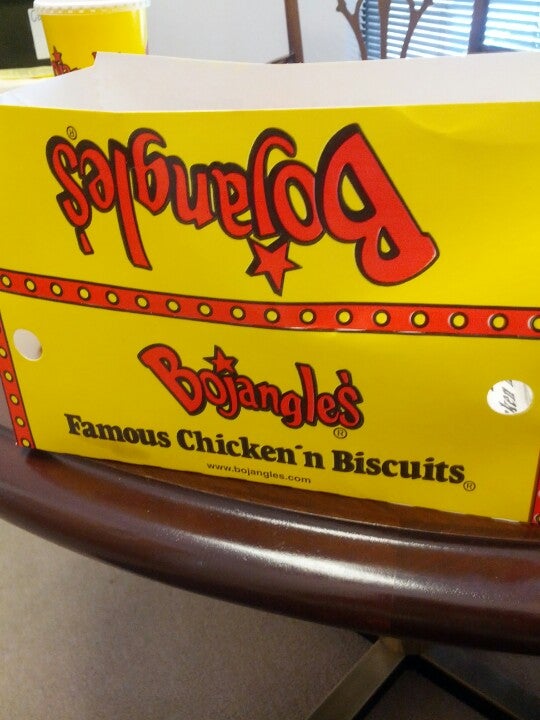 Bojangles'®
Bojangles'®
Famous Chicken 'n Biscuits®
www.bojangles.com